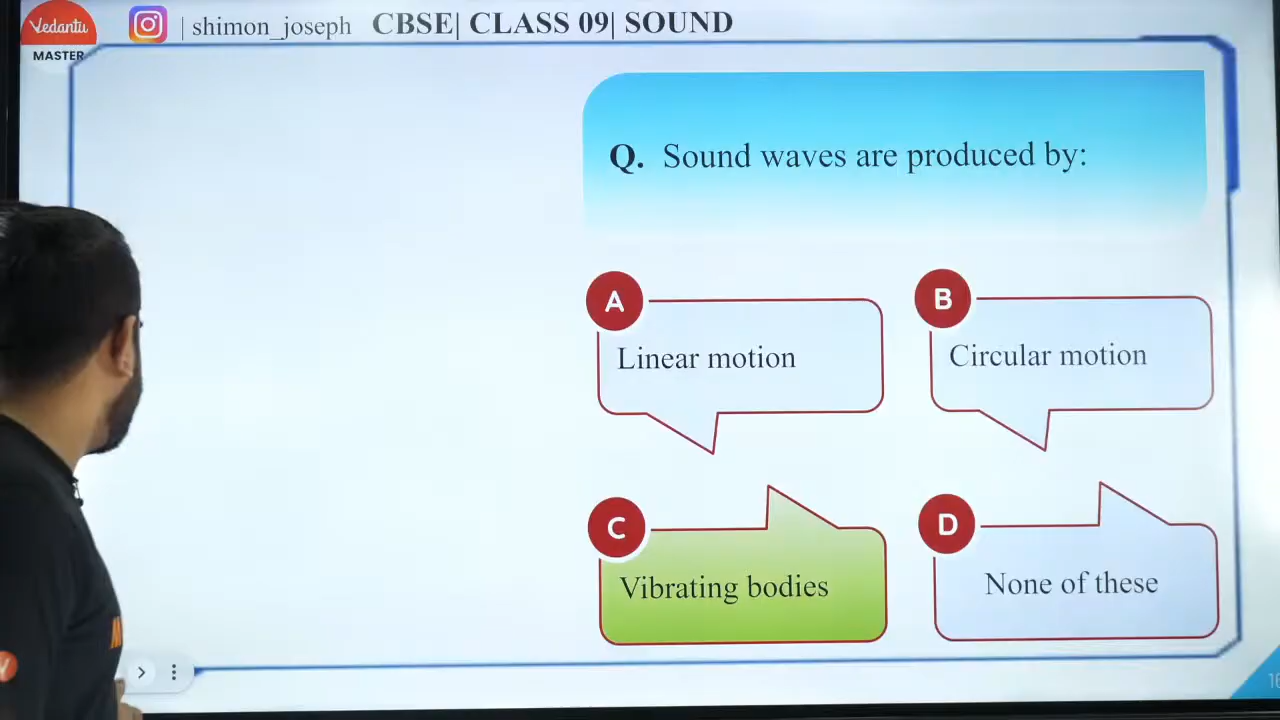 Vedantu
MASTER
| shimon_joseph CBSE| CLASS 09| SOUND
Q. Sound waves are produced by:
A
Linear motion
B
Circular motion
C
Vibrating bodies
D
None of these